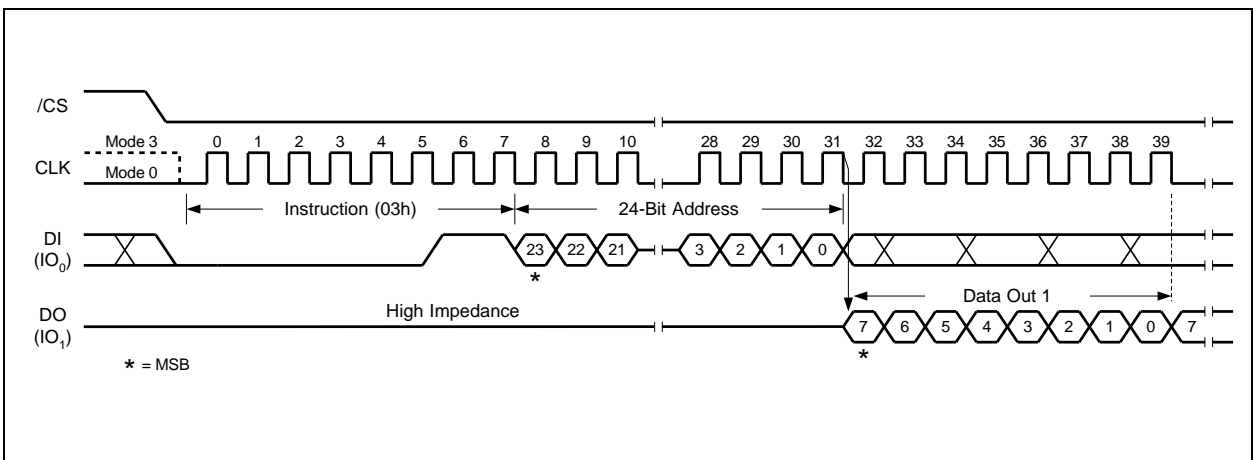 /CS
Mode 3 0 1 2 3 4 5 6 7 8 9 10 28 29 30 31 32 33 34 35 36 37 38 39
CLK Mode 0
Instruction (03h) 24-Bit Address
DI
(IO0) 23 22 21 3 2 1 0
*
Data Out 1
DO High Impedance
(IO1) 7 6 5 4 3 2 1 0 7
*
* = MSB